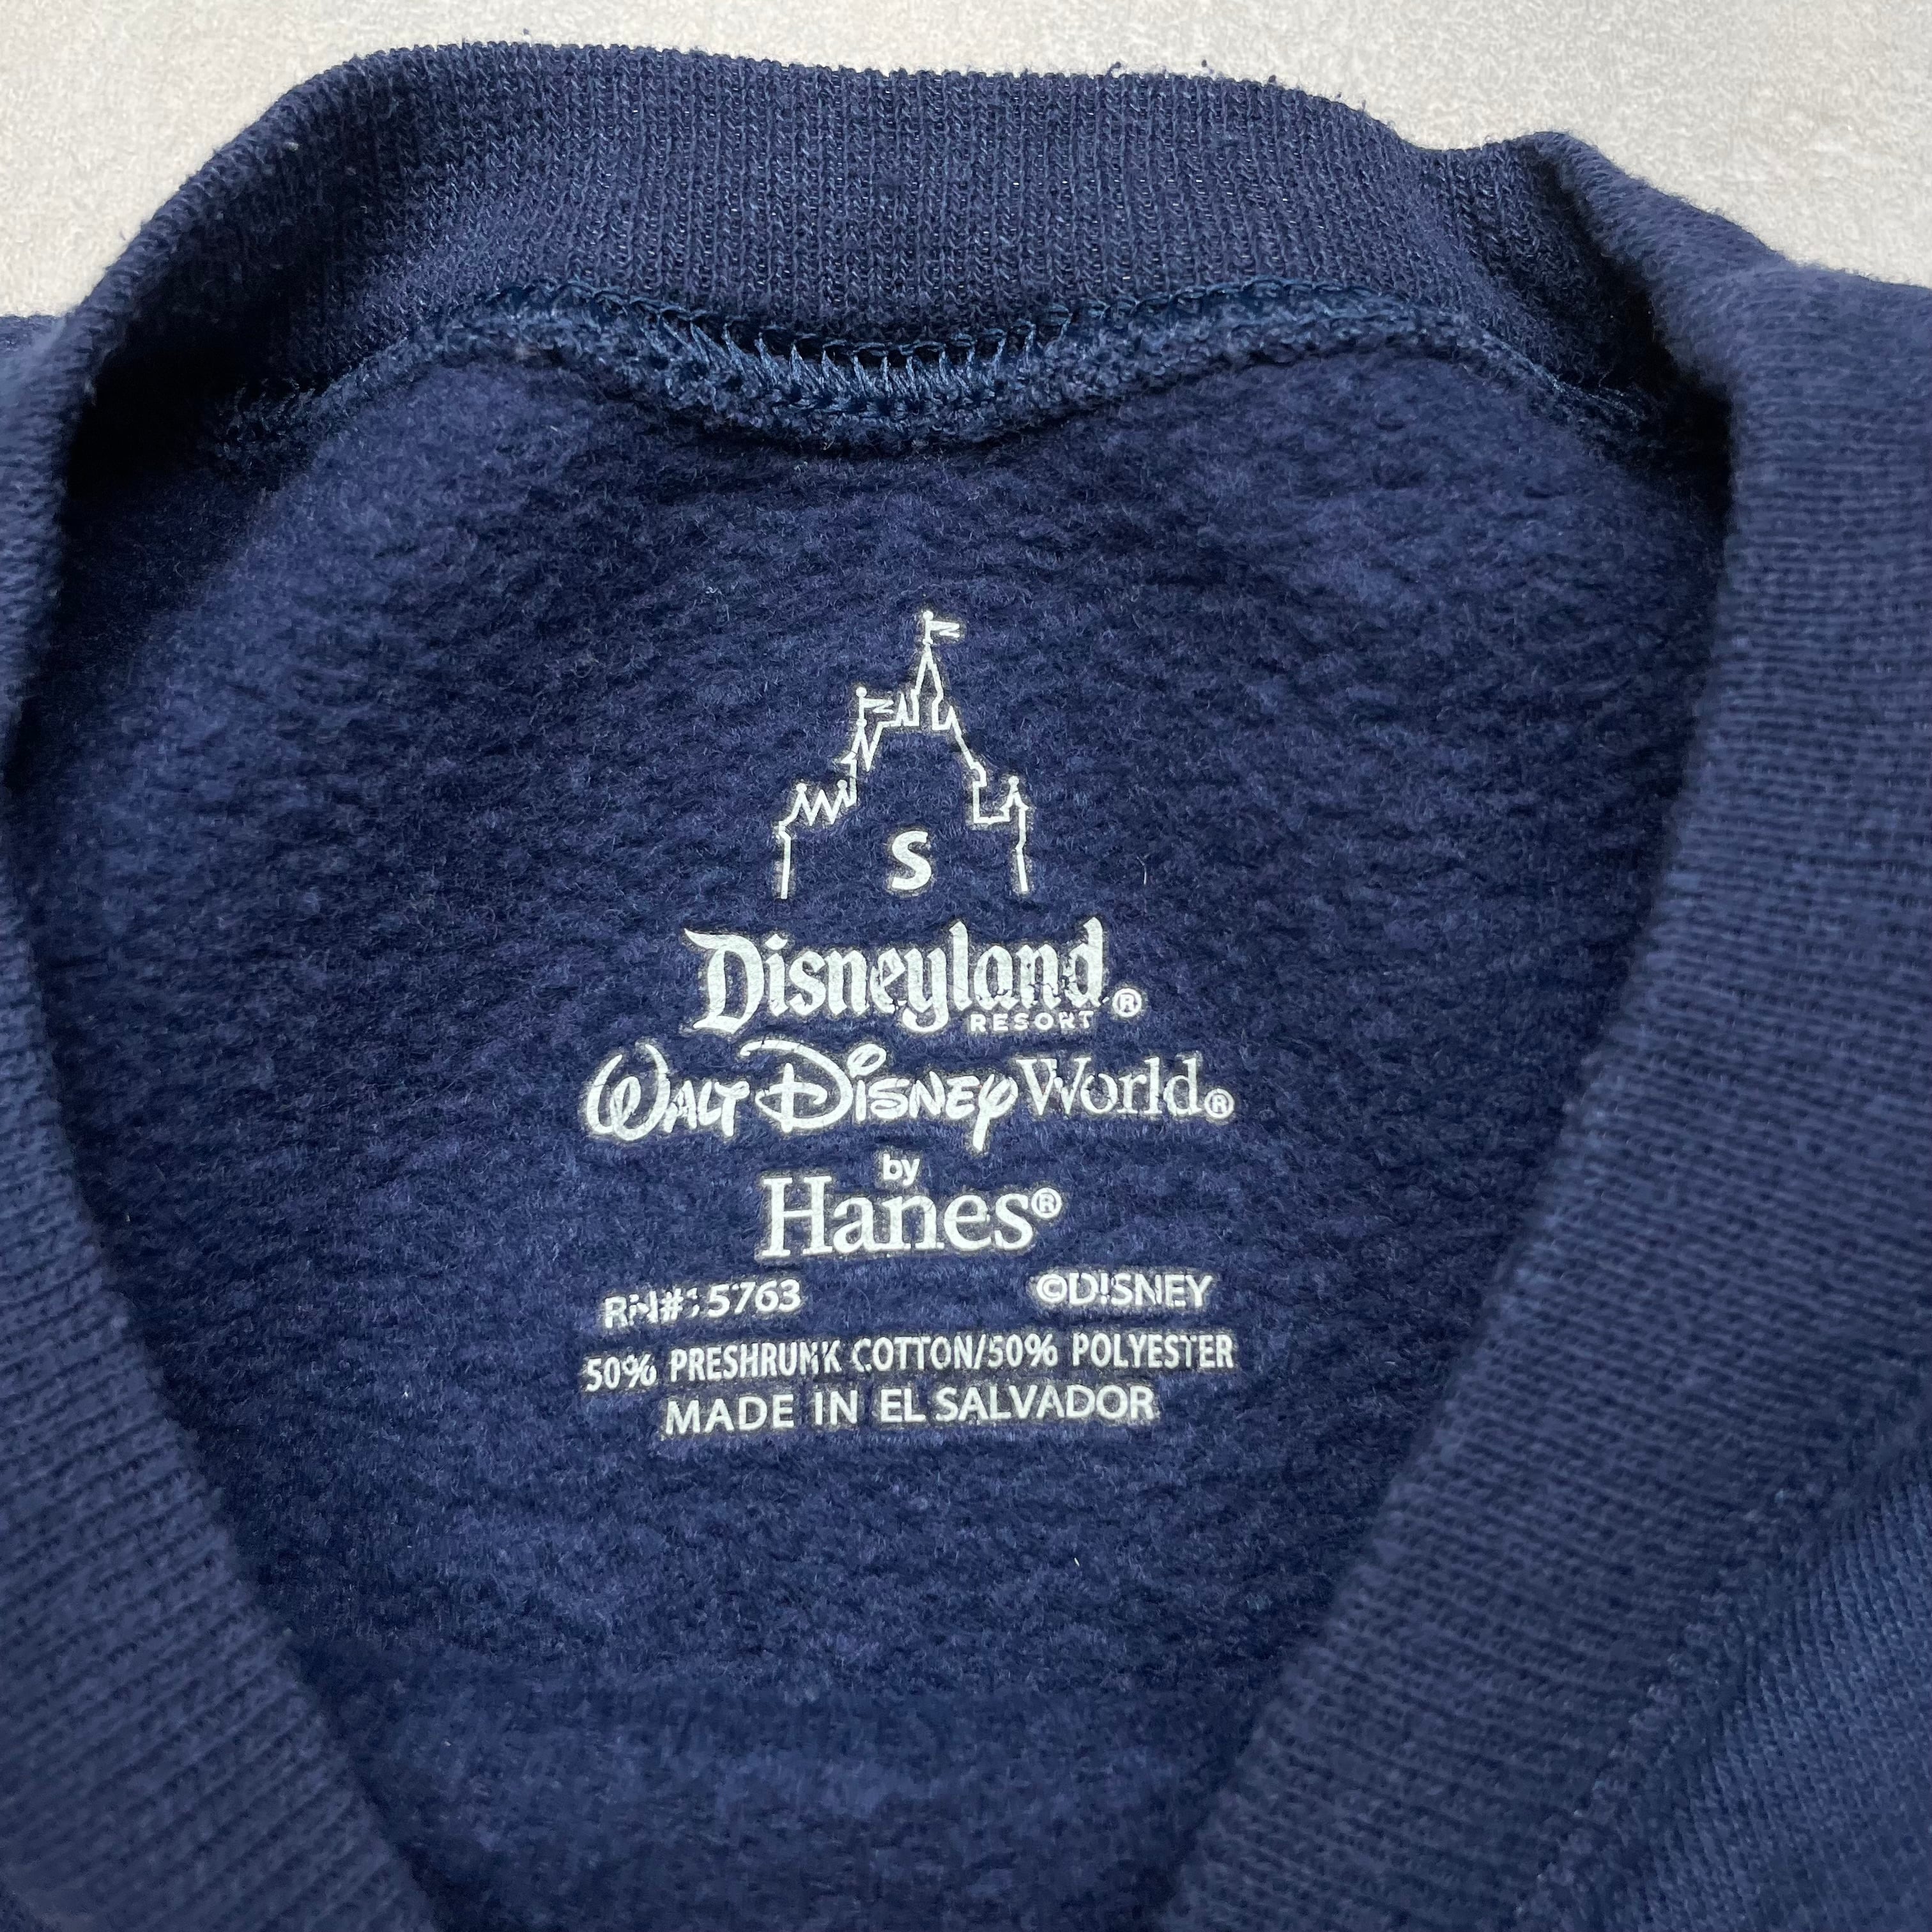 S
Disneyland®
RESORT
WALT DISNEY World®
by
Hanes®
RN#15763 ©DISNEY
50% PRESHRUNK COTTON/50% POLYESTER
MADE IN EL SALVADOR